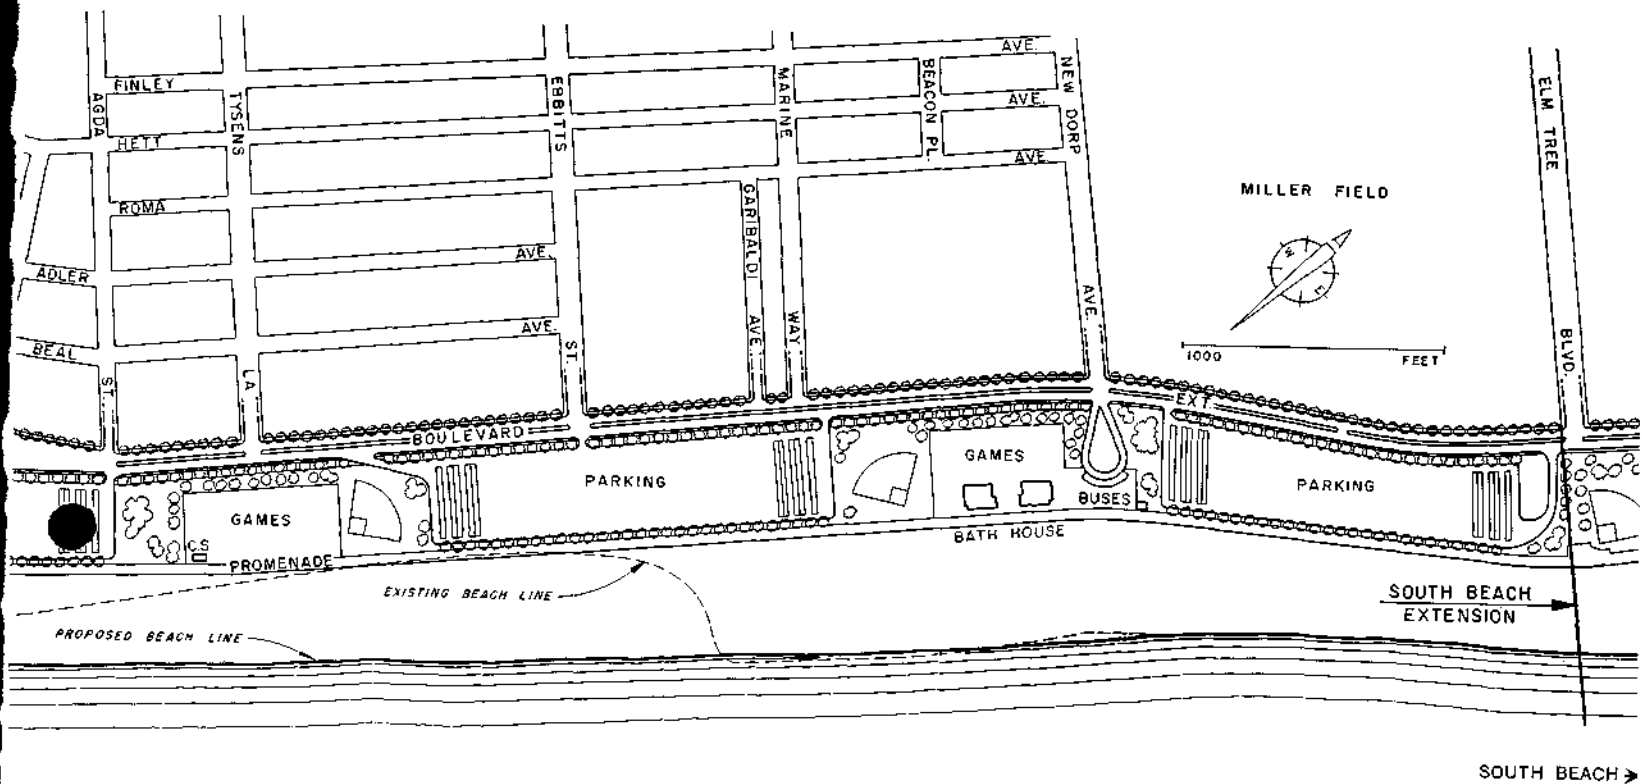 AVE.
FINLEY
AGDA
TYSENS
EBBITTS
MARINE
BEACON PL.
NEW DORP
AVE.
ELM TREE
HETT
AVE.
ROMA
GARIBALDI
MILLER FIELD
AVE.
ADLER
AVE.
AVE.
AVE.
WAY
BEAL
ST.
BLVD.
1000 FEET
ST.
LA.
EXT.
BOULEVARD
GAMES
PARKING
PARKING
BUSES
GAMES
C.S
BATH HOUSE
PROMENADE
EXISTING BEACH LINE
SOUTH BEACH
EXTENSION
PROPOSED BEACH LINE
SOUTH BEACH